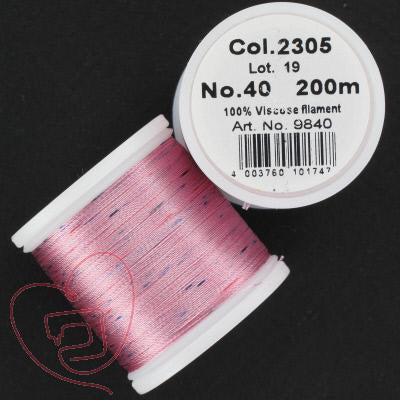 Col.2305
Lot. 19
No.40 200m
100% Viscose filament
Art. No. 9840
4 003760 101747